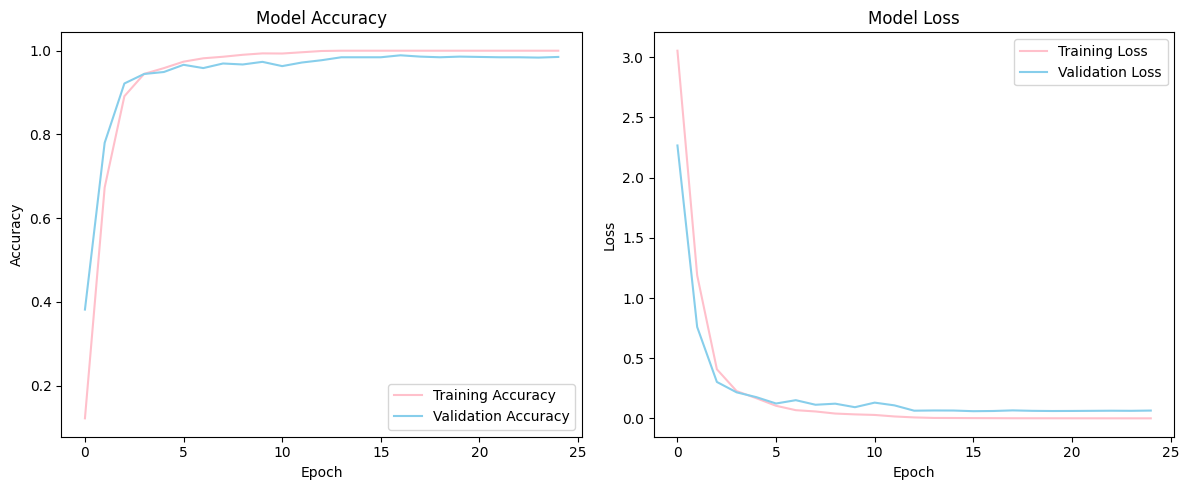 Model Accuracy
Accuracy
1.0
0.8
0.6
0.4
0.2
0
5
10
15
20
25
Epoch
Training Accuracy
Validation Accuracy
Model Loss
Loss
3.0
2.5
2.0
1.5
1.0
0.5
0.0
0
5
10
15
20
25
Epoch
Training Loss
Validation Loss